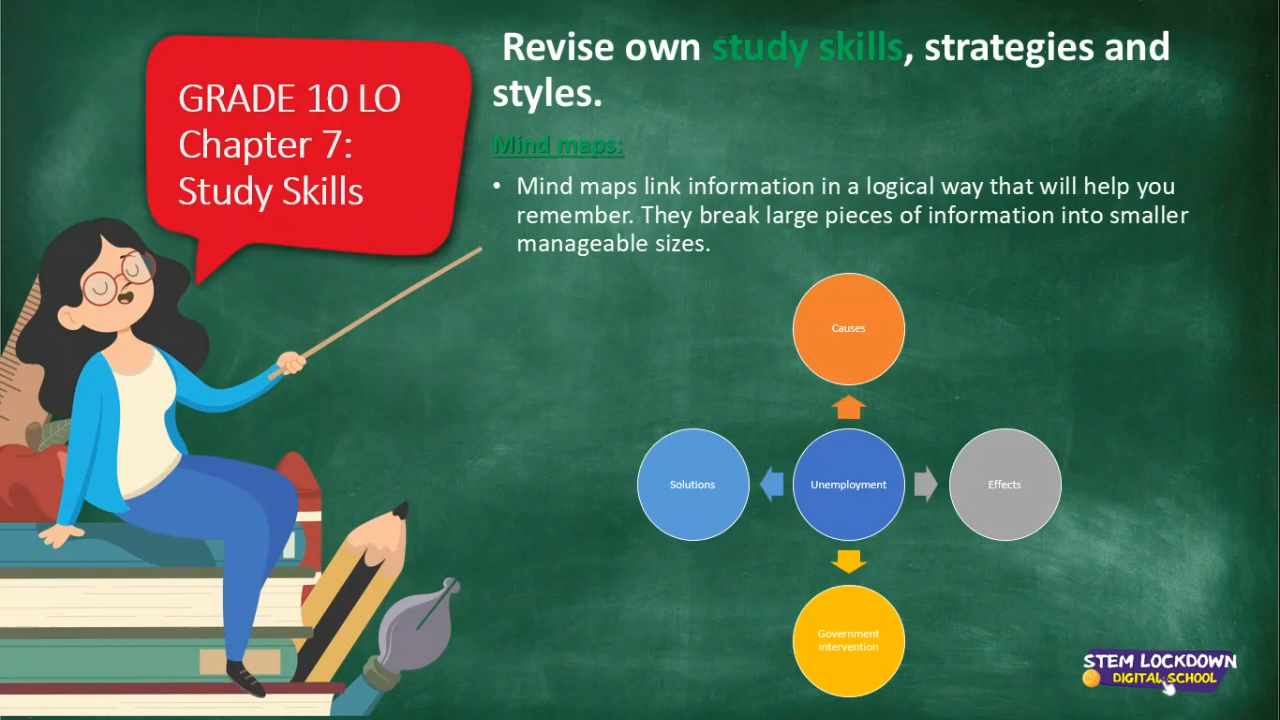 GRADE 10 LO
Chapter 7:
Study Skills
Revise own study skills, strategies and
styles.
Mind maps:
• Mind maps link information in a logical way that will help you
remember. They break large pieces of information into smaller
manageable sizes.
Causes
Solutions
Unemployment
Effects
Government
intervention
STEM LOCKDOWN
DIGITAL SCHOOL